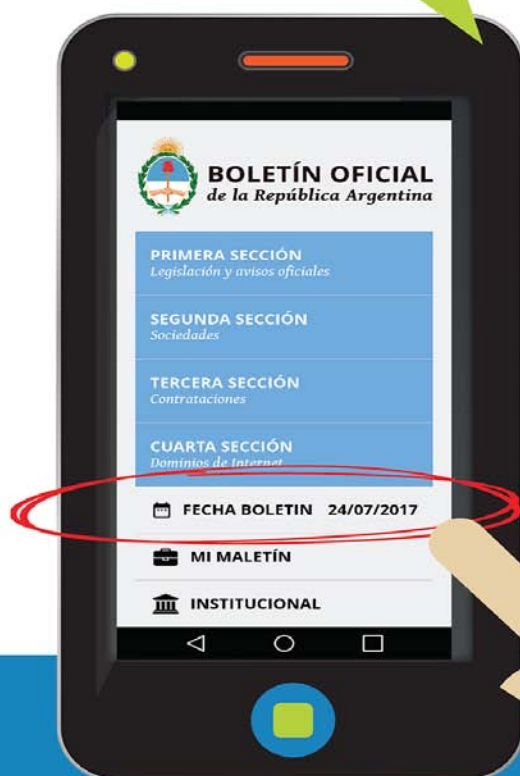 BOLETÍN OFICIAL
de la República Argentina
PRIMERA SECCIÓN
Legislación y avisos oficiales
SEGUNDA SECCIÓN
Sociedades
TERCERA SECCIÓN
Contrataciones
CUARTA SECCIÓN
Dominios de Internet
FECHA BOLETIN 24/07/2017
MI MALETÍN
INSTITUCIONAL